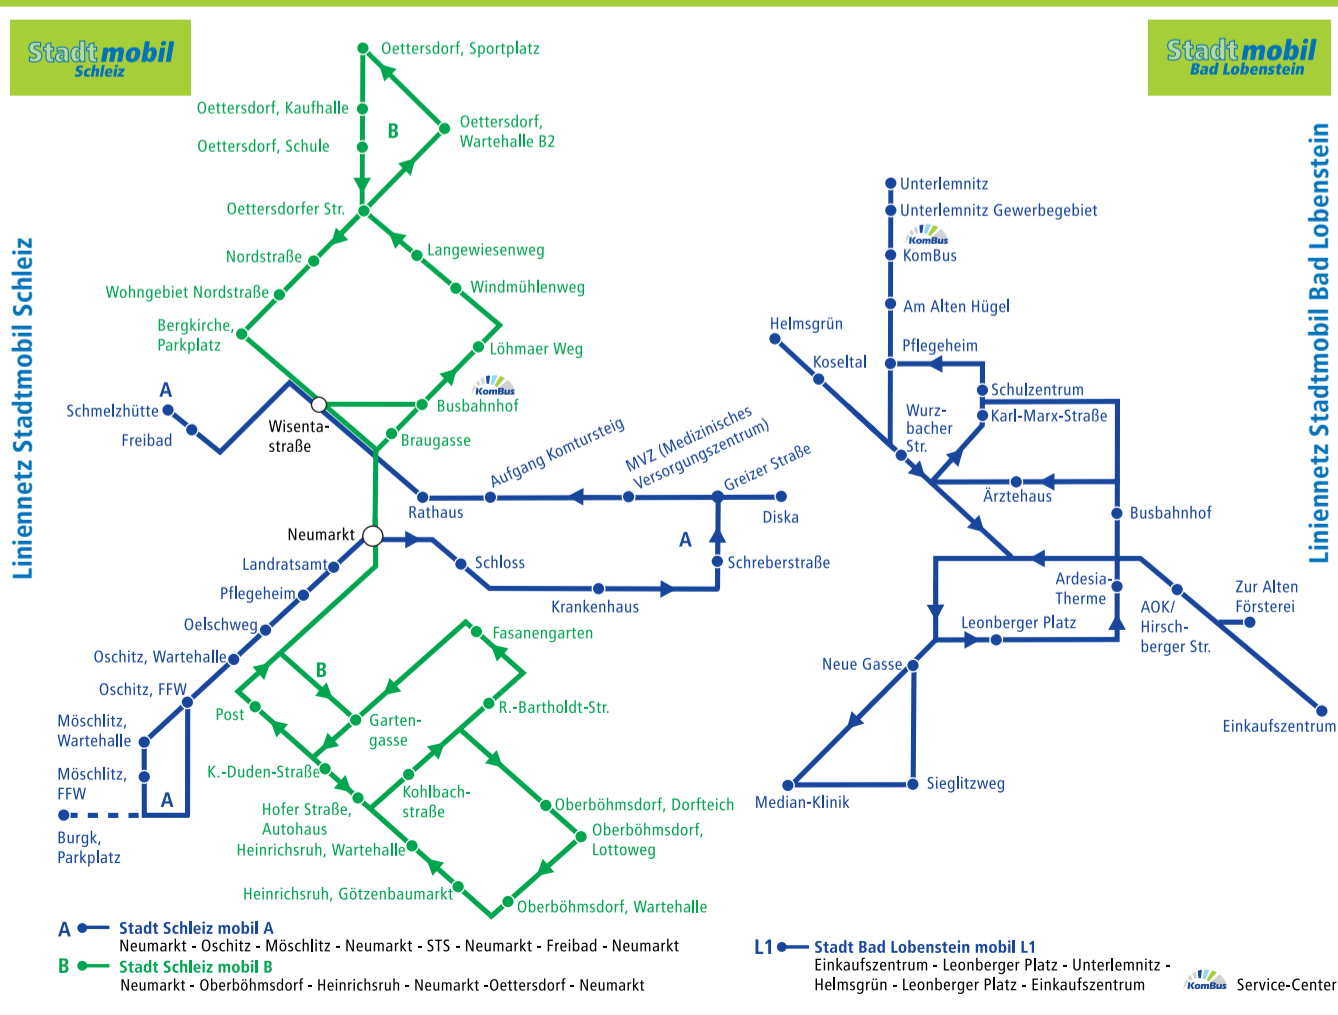 Stadtmobil
Schleiz
Stadtmobil
Bad Lobenstein
Liniennetz Stadtmobil Schleiz
Liniennetz Stadtmobil Bad Lobenstein
Oettersdorf, Sportplatz
Oettersdorf, Kaufhalle
B
Oettersdorf,
Wartehalle B2
Oettersdorf, Schule
Oettersdorfer Str.
Nordstraße
Langewiesenweg
Wohngebiet Nordstraße
Windmühlenweg
Bergkirche,
Parkplatz
Löhmaer Weg
KomBus
A
Schmelzhütte
Freibad
Wisenta-
straße
Busbahnhof
Braugasse
Aufgang Komtursteig
MVZ (Medizinisches
Versorgungszentrum)
Greizer Straße
Rathaus
Diska
Neumarkt
A
Landratsamt
Schloss
Schreberstraße
Pflegeheim
Krankenhaus
Oelschweg
Fasanengarten
Oschitz, Wartehalle
B
Oschitz, FFW
Post
Garten-
gasse
R.-Bartholdt-Str.
Möschlitz,
Wartehalle
Möschlitz,
FFW
A
K.-Duden-Straße
Kohlbach-
straße
Hofer Straße,
Autohaus
Oberböhmsdorf, Dorfteich
Burgk,
Parkplatz
Oberböhmsdorf,
Lottoweg
Heinrichsruh, Wartehalle
Heinrichsruh, Götzenbaumarkt
Oberböhmsdorf, Wartehalle
Unterlemnitz
Unterlemnitz Gewerbegebiet
KomBus
KomBus
Am Alten Hügel
Helmsgrün
Pflegeheim
Koseltal
Schulzentrum
Karl-Marx-Straße
Wurz-
bacher
Str.
Ärztehaus
Busbahnhof
Ardesia-
Therme
AOK/
Hirsch-
berger Str.
Zur Alten
Försterei
Leonberger Platz
Neue Gasse
Einkaufszentrum
Median-Klinik
Sieglitzweg
A Stadt Schleiz mobil A
Neumarkt - Oschitz - Möschlitz - Neumarkt - STS - Neumarkt - Freibad - Neumarkt
B Stadt Schleiz mobil B
Neumarkt - Oberböhmsdorf - Heinrichsruh - Neumarkt -Oettersdorf - Neumarkt
L1 Stadt Bad Lobenstein mobil L1
Einkaufszentrum - Leonberger Platz - Unterlemnitz -
Helmsgrün - Leonberger Platz - Einkaufszentrum
KomBus Service-Center